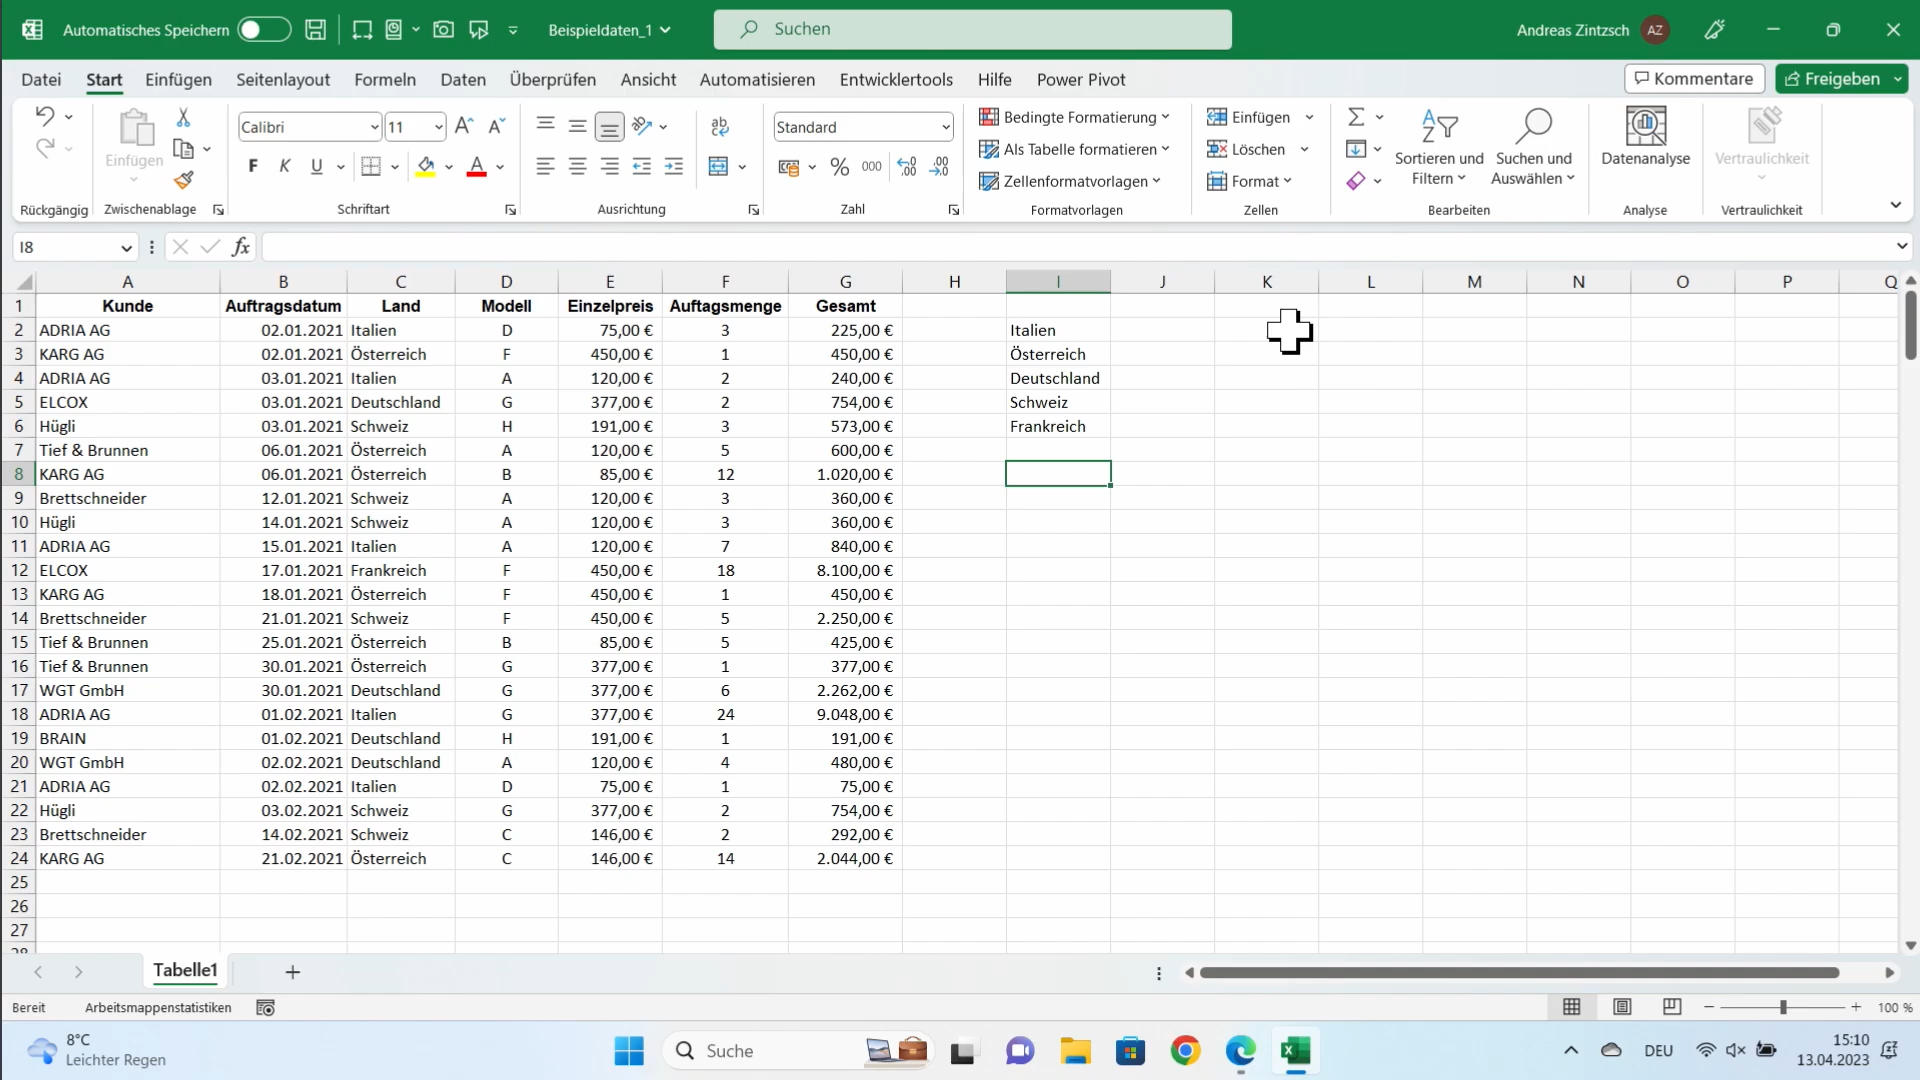 Automatisches Speichern Beispieldaten_1 Suchen Andreas Zintzsch AZ
Datei Start Einfügen Seitenlayout Formeln Daten Überprüfen Ansicht Automatisieren Entwicklertools Hilfe Power Pivot Kommentare Freigeben
Calibri 11 Standard Bedingte Formatierung Einfügen
Einfügen F K U A % 000 Als Tabelle formatieren Löschen Sortieren und Filtern Suchen und Auswählen Datenanalyse Vertraulichkeit
Zellenformatvorlagen Format
Rückgängig Zwischenablage Schriftart Ausrichtung Zahl Formatvorlagen Zellen Bearbeiten Analyse Vertraulichkeit
I8 fx
A B C D E F G H I J K L M N O P Q
1 Kunde Auftragsdatum Land Modell Einzelpreis Auftagsmenge Gesamt
2 ADRIA AG 02.01.2021 Italien D 75,00 € 3 225,00 € Italien
3 KARG AG 02.01.2021 Österreich F 450,00 € 1 450,00 € Österreich
4 ADRIA AG 03.01.2021 Italien A 120,00 € 2 240,00 € Deutschland
5 ELCOX 03.01.2021 Deutschland G 377,00 € 2 754,00 € Schweiz
6 Hügli 03.01.2021 Schweiz H 191,00 € 3 573,00 € Frankreich
7 Tief & Brunnen 06.01.2021 Österreich A 120,00 € 5 600,00 €
8 KARG AG 06.01.2021 Österreich B 85,00 € 12 1.020,00 €
9 Brettschneider 12.01.2021 Schweiz A 120,00 € 3 360,00 €
10 Hügli 14.01.2021 Schweiz A 120,00 € 3 360,00 €
11 ADRIA AG 15.01.2021 Italien A 120,00 € 7 840,00 €
12 ELCOX 17.01.2021 Frankreich F 450,00 € 18 8.100,00 €
13 KARG AG 18.01.2021 Österreich F 450,00 € 1 450,00 €
14 Brettschneider 21.01.2021 Schweiz F 450,00 € 5 2.250,00 €
15 Tief & Brunnen 25.01.2021 Österreich B 85,00 € 5 425,00 €
16 Tief & Brunnen 30.01.2021 Österreich G 377,00 € 1 377,00 €
17 WGT GmbH 30.01.2021 Deutschland G 377,00 € 6 2.262,00 €
18 ADRIA AG 01.02.2021 Italien G 377,00 € 24 9.048,00 €
19 BRAIN 01.02.2021 Deutschland H 191,00 € 1 191,00 €
20 WGT GmbH 02.02.2021 Deutschland A 120,00 € 4 480,00 €
21 ADRIA AG 02.02.2021 Italien D 75,00 € 1 75,00 €
22 Hügli 03.02.2021 Schweiz G 377,00 € 2 754,00 €
23 Brettschneider 14.02.2021 Schweiz C 146,00 € 2 292,00 €
24 KARG AG 21.02.2021 Österreich C 146,00 € 14 2.044,00 €
25
26
27
28
Tabelle1
Bereit Arbeitsmappenstatistiken 100 %
8°C
Leichter Regen
Suche
DEU
15:10
13.04.2023